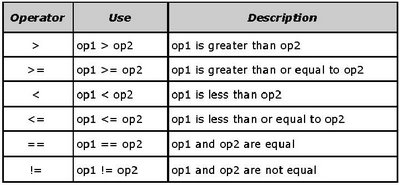 Operator Use Description
> op1 > op2 op1 is greater than op2
>= op1 >= op2 op1 is greater than or equal to op2
< op1 < op2 op1 is less than op2
<= op1 <= op2 op1 is less than or equal to op2
== op1 == op2 op1 and op2 are equal
!= op1 != op2 op1 and op2 are not equal